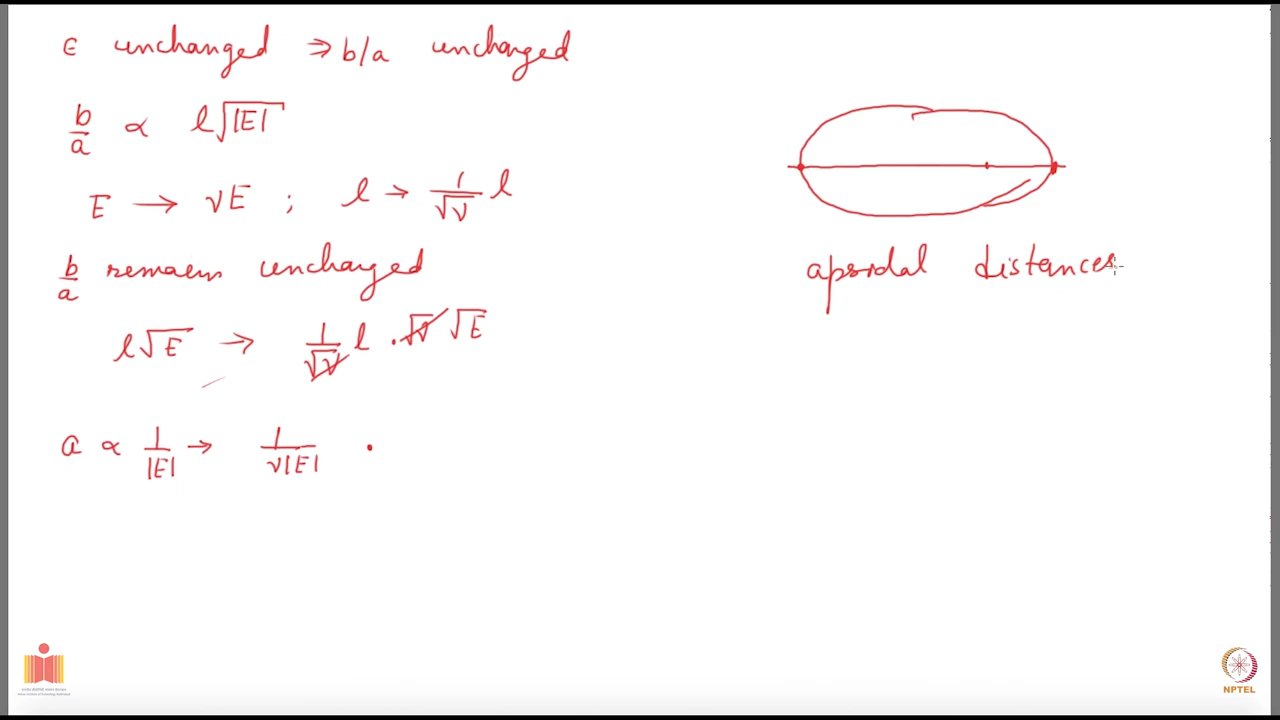 ϵ unchanged ⇒ b/a unchanged
b/a ∝ l√|E|
E → νE ; l → 1/√ν l
b/a remains unchanged
l√E → 1/√ν l . √ν √E
a ∝ 1/|E| → 1/ν|E| .
apsidal distances
NPTEL